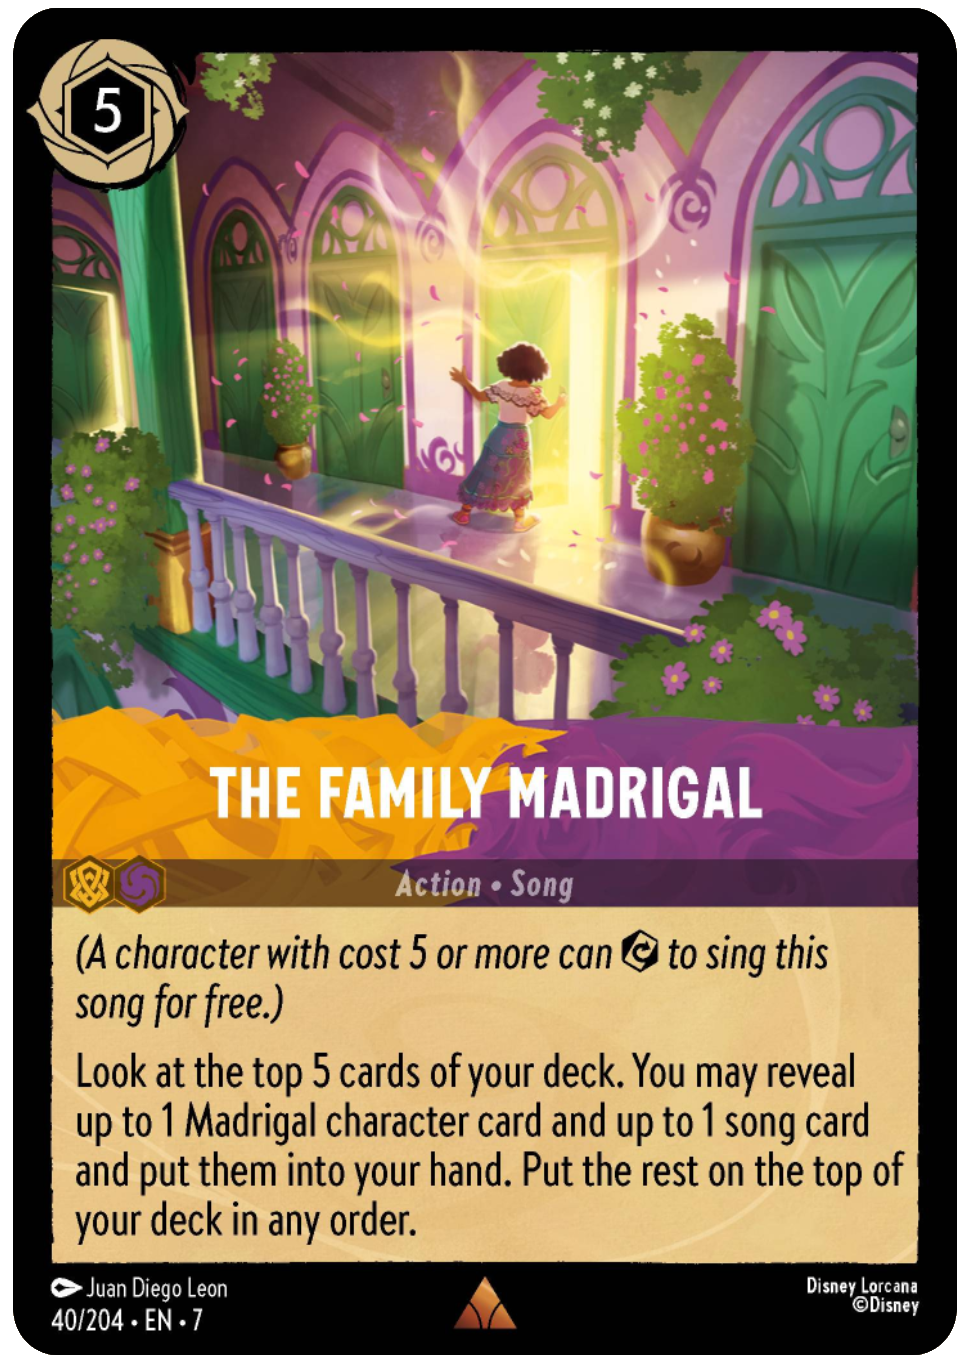 5
THE FAMILY MADRIGAL
Action • Song
(A character with cost 5 or more can to sing this
song for free.)
Look at the top 5 cards of your deck. You may reveal
up to 1 Madrigal character card and up to 1 song card
and put them into your hand. Put the rest on the top of
your deck in any order.
Juan Diego Leon
40/204 • EN • 7
Disney Lorcana
©Disney